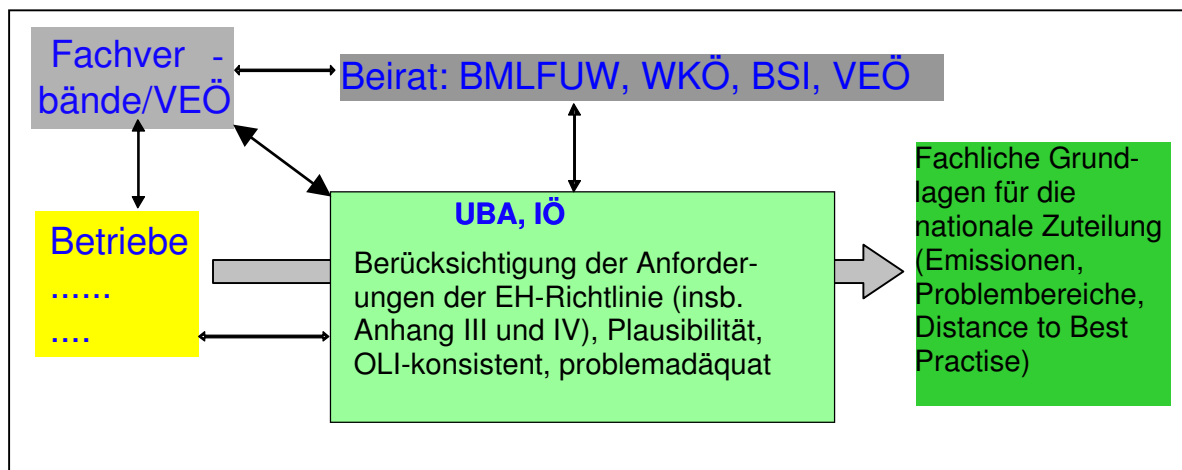 Fachver -
bände/VEÖ
Beirat: BMLFUW, WKÖ, BSI, VEÖ
Betriebe
......
....
UBA, IÖ
Berücksichtigung der Anforder-
ungen der EH-Richtlinie (insb.
Anhang III und IV), Plausibilität,
OLI-konsistent, problemadäquat
Fachliche Grund-
lagen für die
nationale Zuteilung
(Emissionen,
Problembereiche,
Distance to Best
Practise)